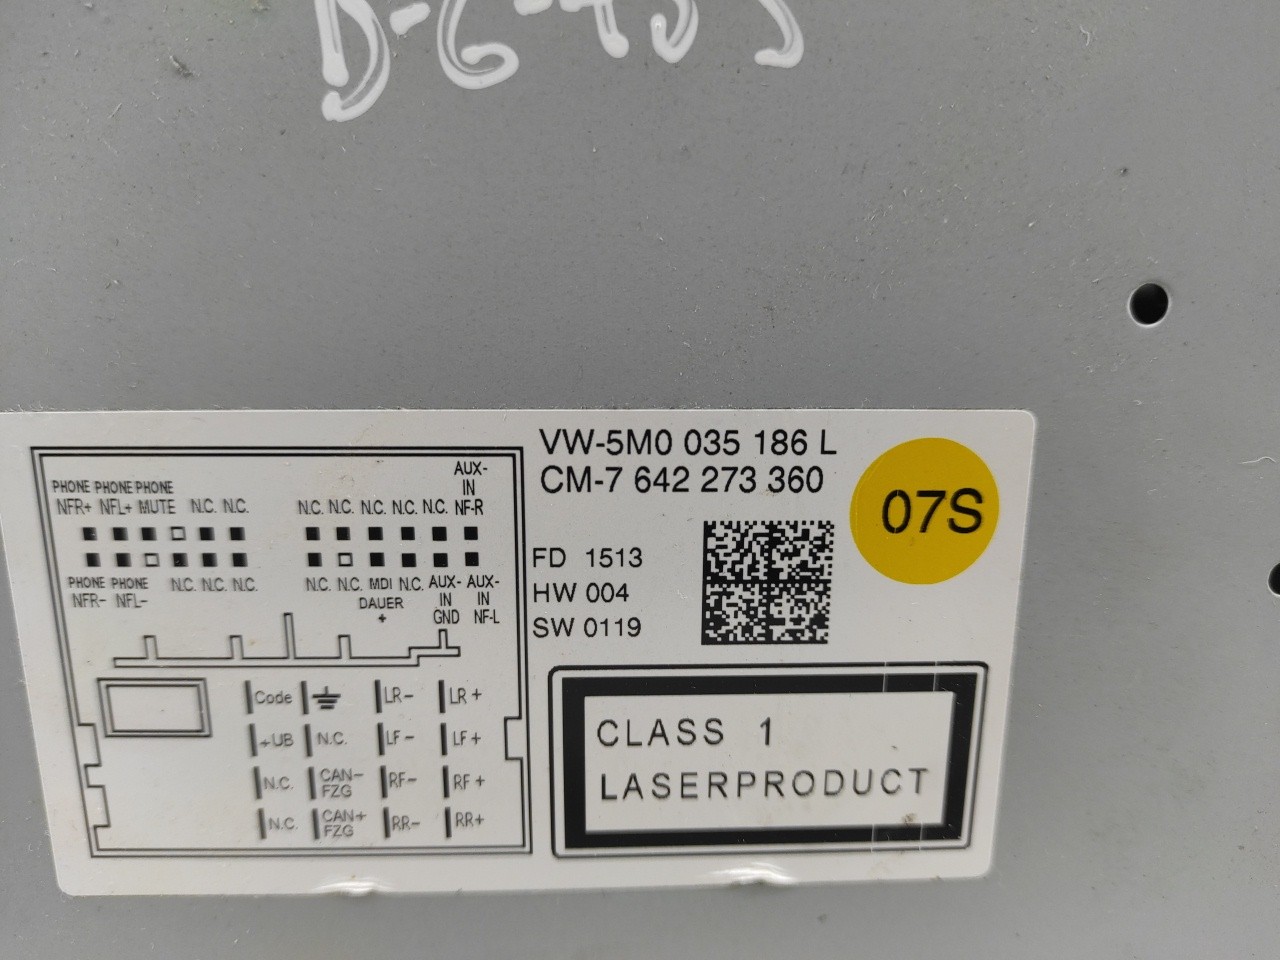 VW-5M0 035 186 L
CM-7 642 273 360
07S
FD 1513
HW 004
SW 0119
CLASS 1
LASERPRODUCT
AUX-
PHONE PHONE PHONE IN
NFR+ NFL+ MUTE N.C. N.C. N.C. N.C. N.C. N.C. N.C. NF-R
PHONE PHONE N.C. N.C. N.C. N.C. N.C. MDI N.C. AUX- AUX-
NFR- NFL- DAUER IN IN
+ GND NF-L
Code LR- LR+
+UB N.C. LF- LF+
N.C. CAN- RF- RF+
FZG
N.C. CAN+ RR- RR+
FZG